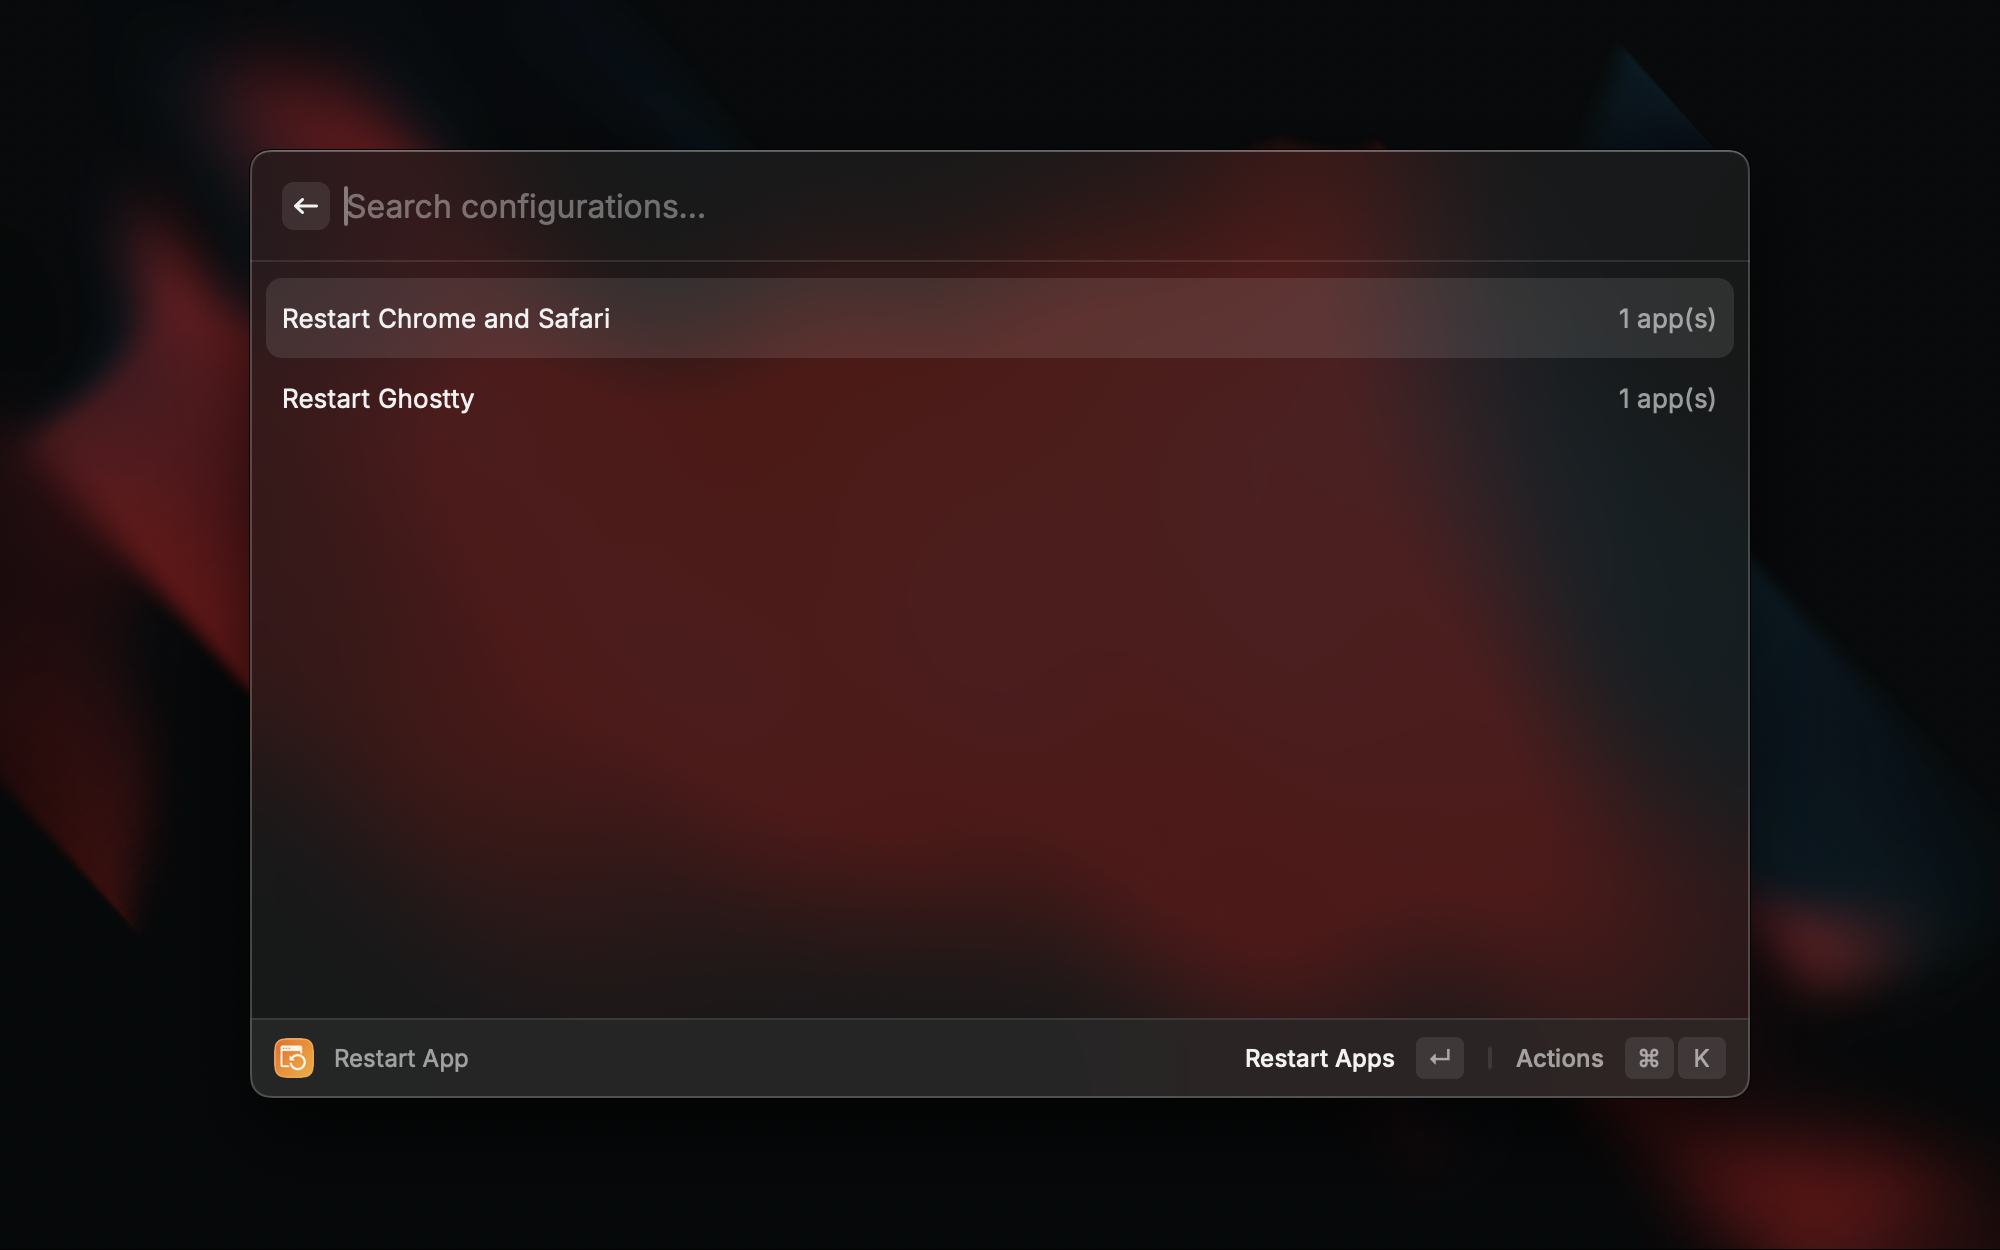 Search configurations...
Restart Chrome and Safari 1 app(s)
Restart Ghostty 1 app(s)
Restart App Restart Apps ↵ Actions ⌘ K